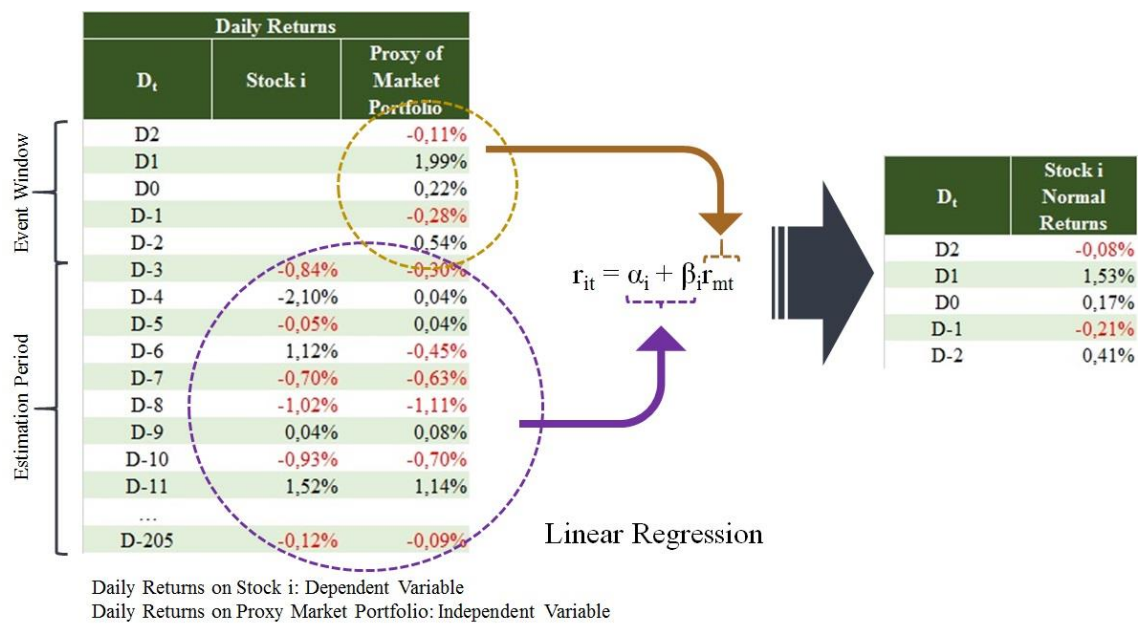 Daily Returns
Dt Stock i Proxy of Market Portfolio
Event Window
D2 -0,11%
D1 1,99%
D0 0,22%
D-1 -0,28%
D-2 0,54%
Estimation Period
D-3 -0,84% -0,30%
D-4 -2,10% 0,04%
D-5 -0,05% 0,04%
D-6 1,12% -0,45%
D-7 -0,70% -0,63%
D-8 -1,02% -1,11%
D-9 0,04% 0,08%
D-10 -0,93% -0,70%
D-11 1,52% 1,14%
...
D-205 -0,12% -0,09%
rit = αi + βirmt
Linear Regression
Dt Stock i Normal Returns
D2 -0,08%
D1 1,53%
D0 0,17%
D-1 -0,21%
D-2 0,41%
Daily Returns on Stock i: Dependent Variable
Daily Returns on Proxy Market Portfolio: Independent Variable